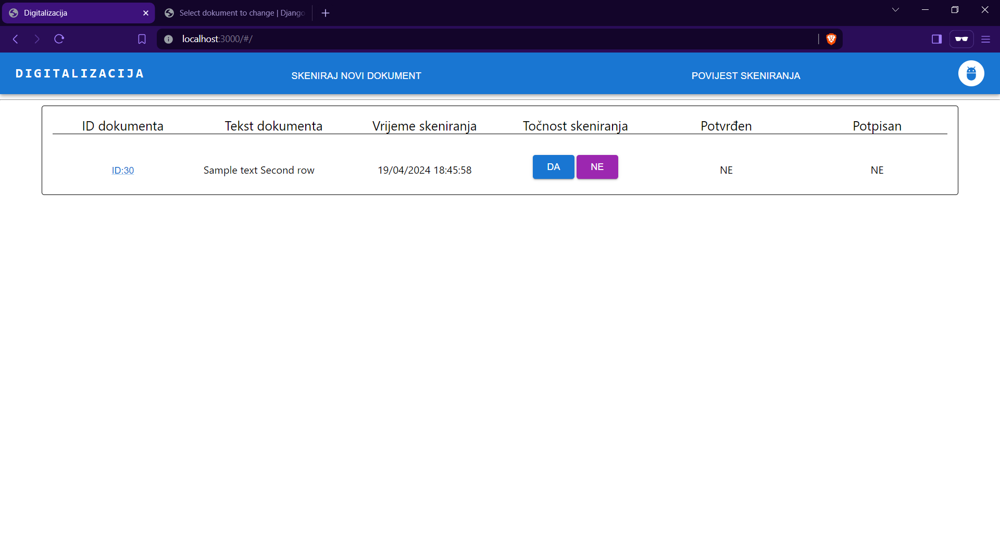 Digitalizacija
Select dokument to change | Django
localhost:3000/#/
DIGITALIZACIJA
SKENIRAJ NOVI DOKUMENT
POVIJEST SKENIRANJA
ID dokumenta Tekst dokumenta Vrijeme skeniranja Točnost skeniranja Potvrđen Potpisan
ID:30 Sample text Second row 19/04/2024 18:45:58 DA NE NE NE